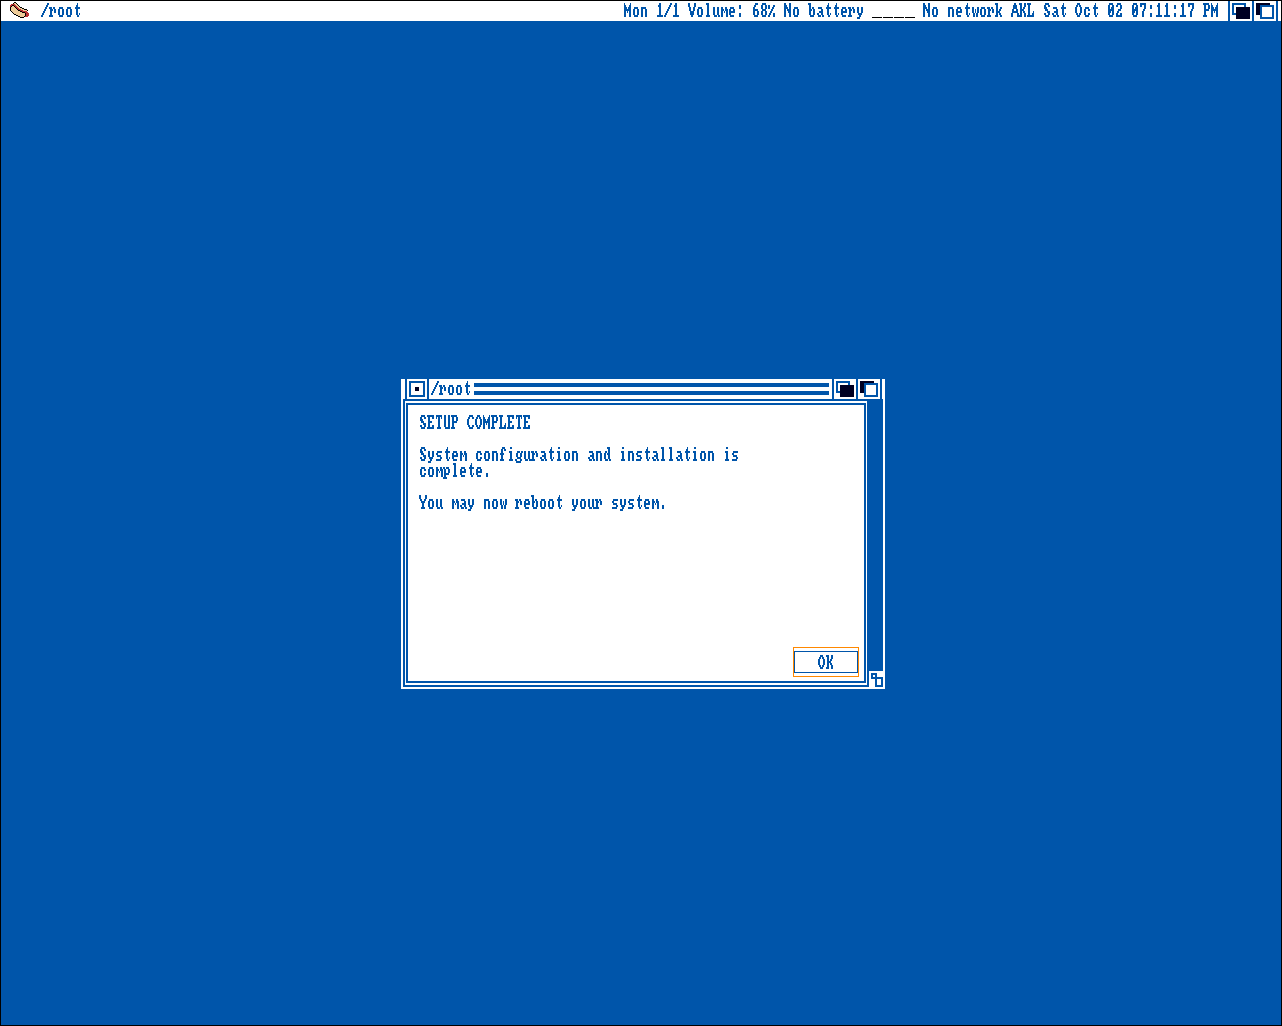 /root
Mon 1/1 Volume: 68% No battery ____ No network AKL Sat Oct 02 07:11:17 PM
/root
SETUP COMPLETE
System configuration and installation is
complete.
You may now reboot your system.
OK